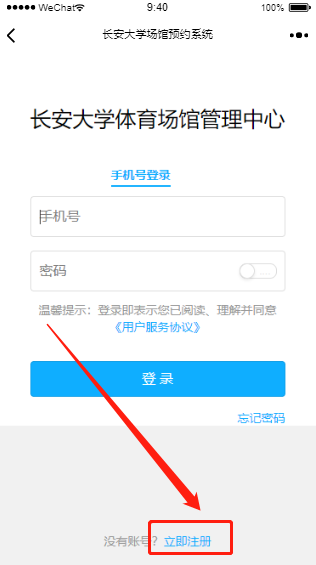 WeChat 9:40 100%
长安大学场馆预约系统
长安大学体育场馆管理中心
手机号登录
手机号
密码
温馨提示：登录即表示您已阅读、理解并同意
《用户服务协议》
登 录
忘记密码
没有账号？立即注册